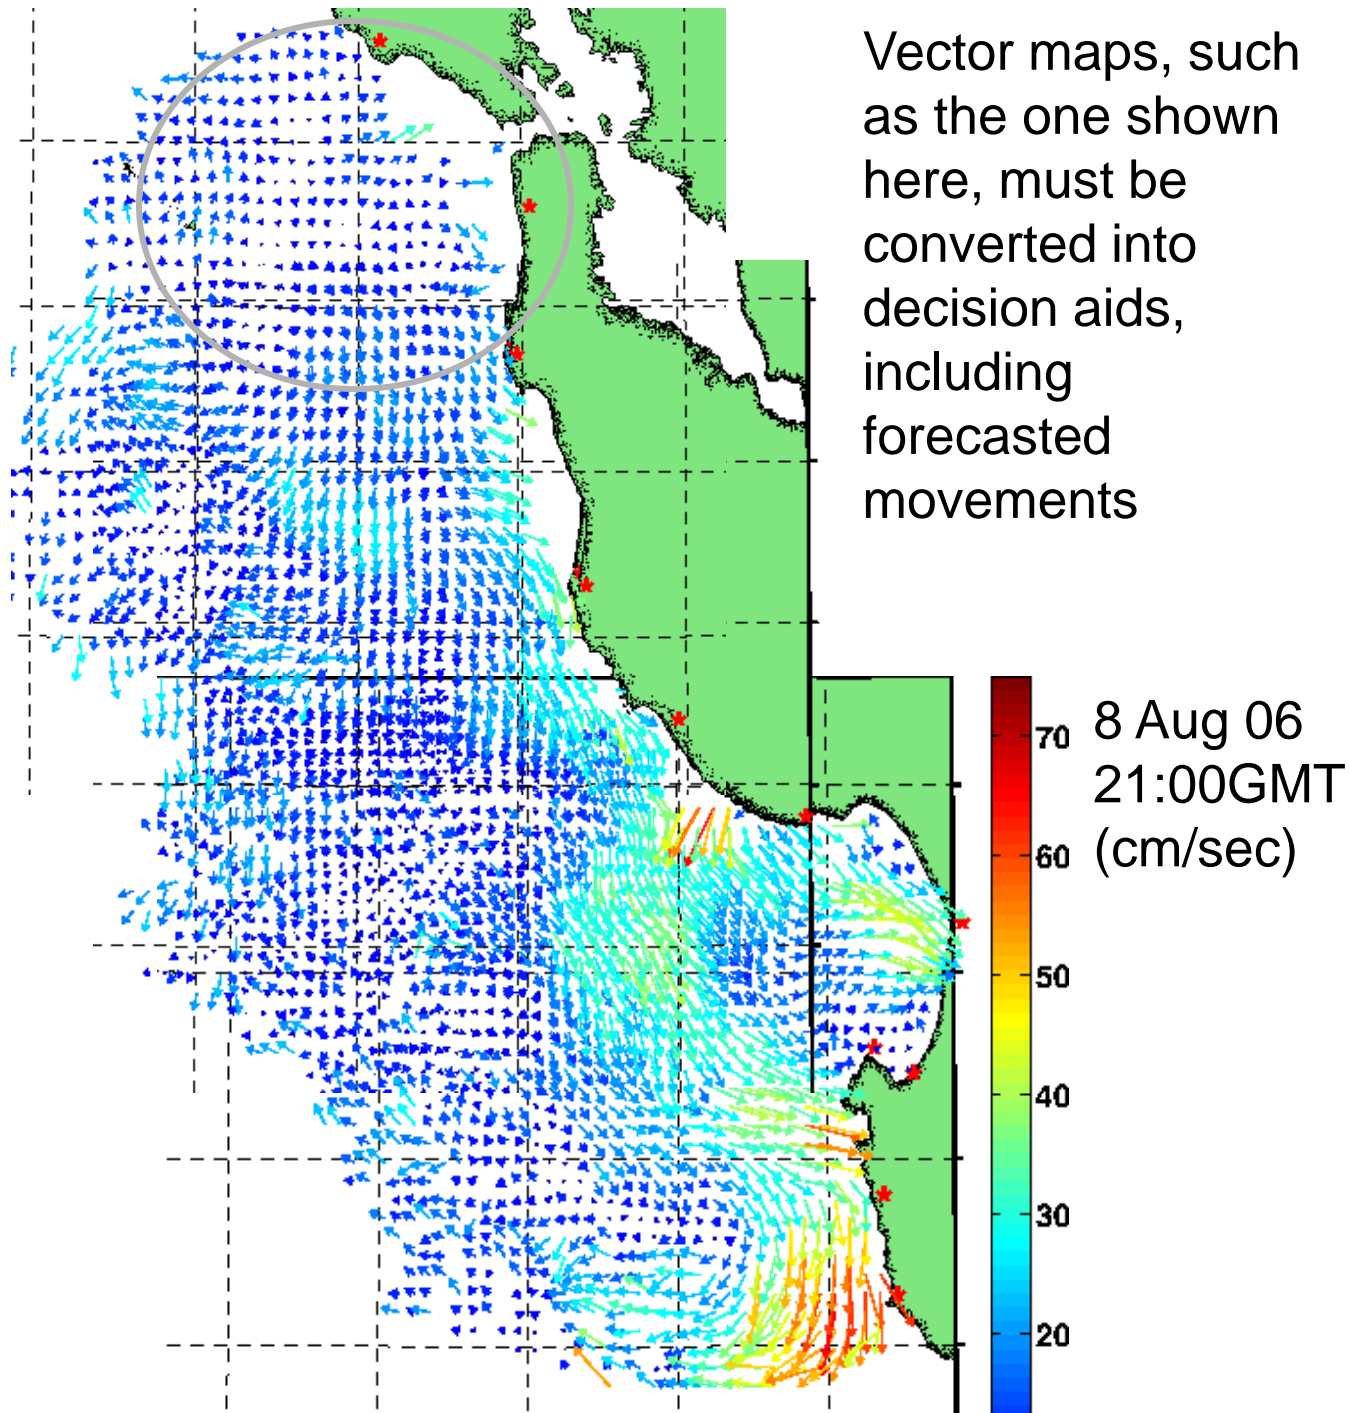 Vector maps, such
as the one shown
here, must be
converted into
decision aids,
including
forecasted
movements
8 Aug 06
21:00GMT
(cm/sec)
70
60
50
40
30
20